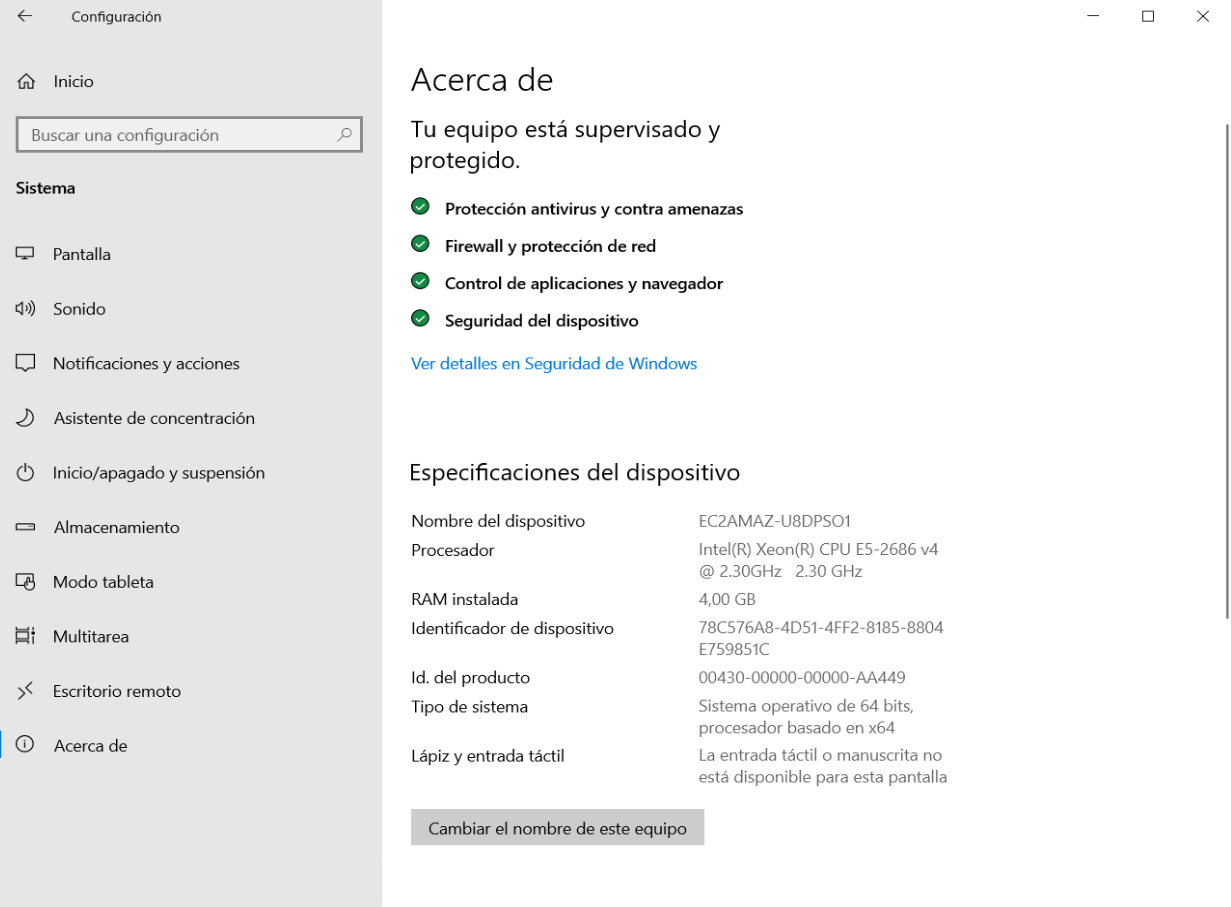 Configuración
Inicio
Buscar una configuración
Sistema
Pantalla
Sonido
Notificaciones y acciones
Asistente de concentración
Inicio/apagado y suspensión
Almacenamiento
Modo tableta
Multitarea
Escritorio remoto
Acerca de
Acerca de
Tu equipo está supervisado y
protegido.
Protección antivirus y contra amenazas
Firewall y protección de red
Control de aplicaciones y navegador
Seguridad del dispositivo
Ver detalles en Seguridad de Windows
Especificaciones del dispositivo
Nombre del dispositivo EC2AMAZ-U8DPSO1
Procesador Intel(R) Xeon(R) CPU E5-2686 v4
@ 2.30GHz 2.30 GHz
RAM instalada 4,00 GB
Identificador de dispositivo 78C576A8-4D51-4FF2-8185-8804
E759851C
Id. del producto 00430-00000-00000-AA449
Tipo de sistema Sistema operativo de 64 bits,
procesador basado en x64
Lápiz y entrada táctil La entrada táctil o manuscrita no
está disponible para esta pantalla
Cambiar el nombre de este equipo